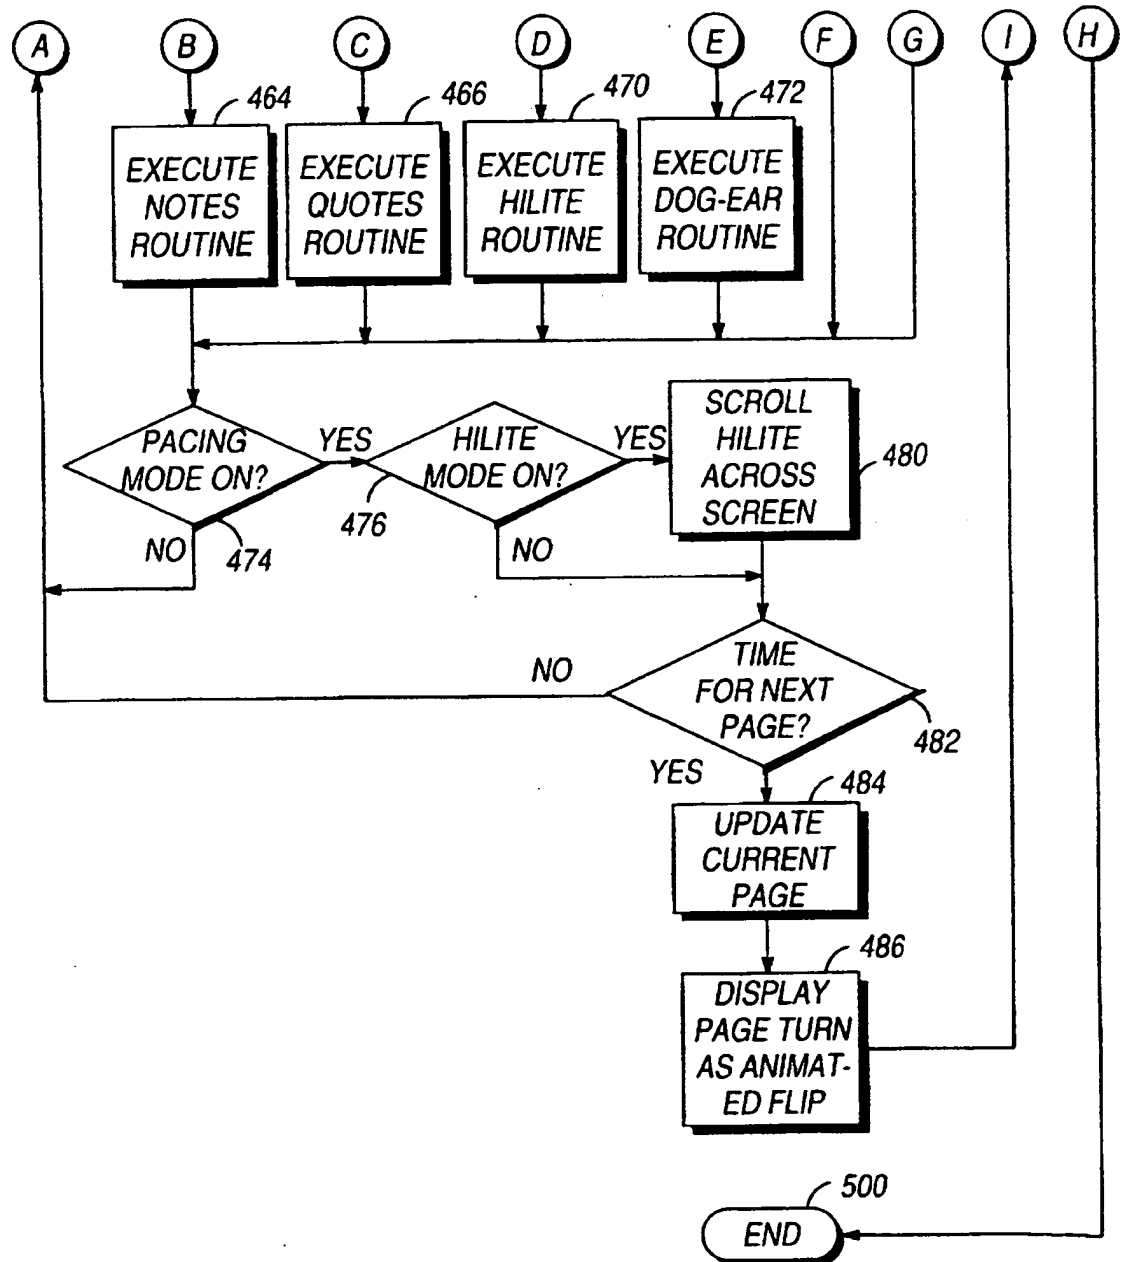 A B C D E F G I H
464 466 470 472
EXECUTE
NOTES
ROUTINE
EXECUTE
QUOTES
ROUTINE
EXECUTE
HILITE
ROUTINE
EXECUTE
DOG-EAR
ROUTINE
PACING
MODE ON?
YES
NO
474
HILITE
MODE ON?
YES
476
NO
SCROLL
HILITE
ACROSS
SCREEN
480
TIME
FOR NEXT
PAGE?
NO
482
YES
484
UPDATE
CURRENT
PAGE
486
DISPLAY
PAGE TURN
AS ANIMAT-
ED FLIP
500
END